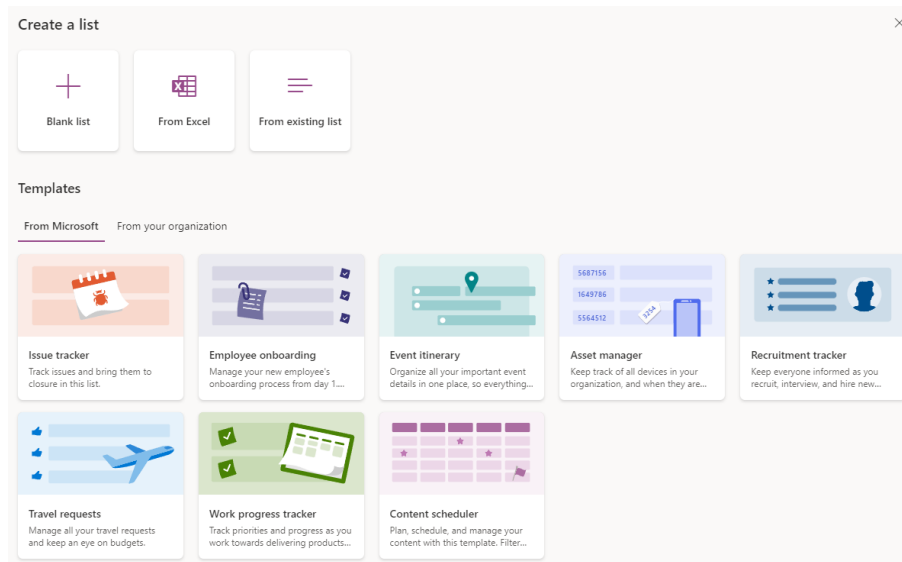 Create a list
Blank list
From Excel
From existing list
Templates
From Microsoft
From your organization
5687156
1649786
5564512
3254
Issue tracker
Track issues and bring them to
closure in this list.
Employee onboarding
Manage your new employee's
onboarding process from day 1....
Event itinerary
Organize all your important event
details in one place, so everything...
Asset manager
Keep track of all devices in your
organization, and when they are...
Recruitment tracker
Keep everyone informed as you
recruit, interview, and hire new...
Travel requests
Manage all your travel requests
and keep an eye on budgets.
Work progress tracker
Track priorities and progress as you
work towards delivering products...
Content scheduler
Plan, schedule, and manage your
content with this template. Filter...